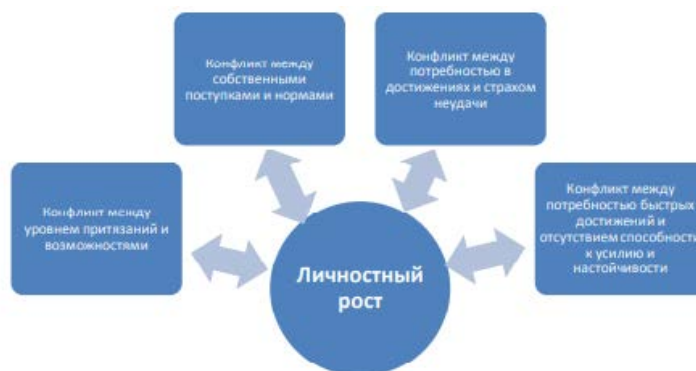 Конфликт между
собственными
поступками и нормами
Конфликт между
потребностью в
достижениях и страхом
неудачи
Конфликт между
уровнем притязаний и
возможностями
Конфликт между
потребностью быстрых
достижений и
отсутствием способности
к усилию и
настойчивости
Личностный
рост